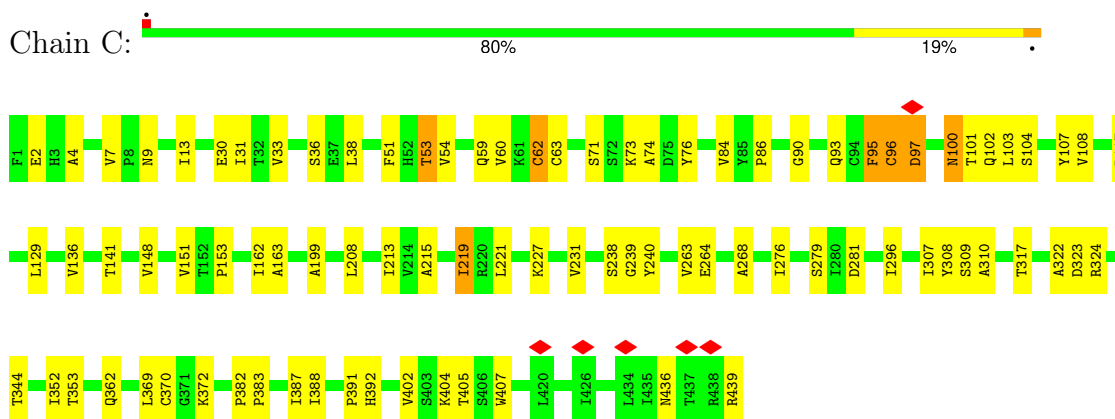 Chain C:
80%
19%
F1 E2 H3 A4 V7 P8 N9 I13 E30 I31 T32 V33 S36 E37 L38 F51 H52 T53 V54 Q59 V60 K61 C62 C63 S71 S72 K73 A74 D75 Y76 V84 Y85 P86 G90 Q93 C94 F95 C96 D97 N100 T101 Q102 L103 S104 Y107 V108
L129 V136 T141 V148 V151 T152 P153 I162 A163 A199 L208 I213 V214 A215 I219 R220 L221 K227 V231 S238 G239 Y240 V263 E264 A268 I276 S279 I280 D281 I296 I307 Y308 S309 A310 T317 A322 D323 R324
T344 I352 T353 Q362 L369 C370 G371 K372 P382 P383 I387 I388 P391 H392 V402 S403 K404 T405 S406 W407 L420 I426 L434 I435 N436 T437 R438 R439